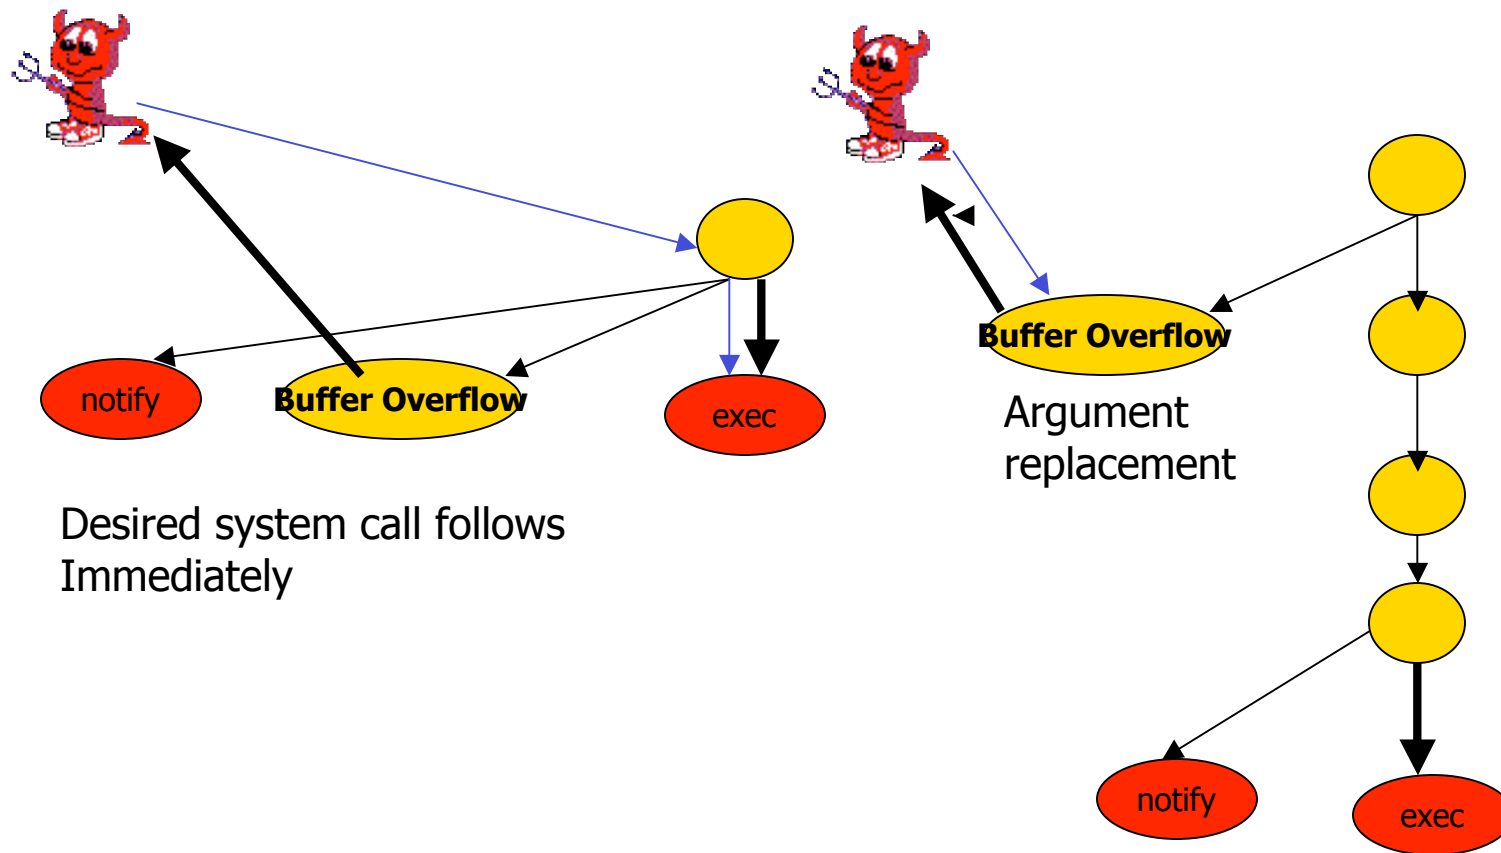 notify
Buffer Overflow
exec
Desired system call follows
Immediately
Buffer Overflow
Argument
replacement
notify
exec